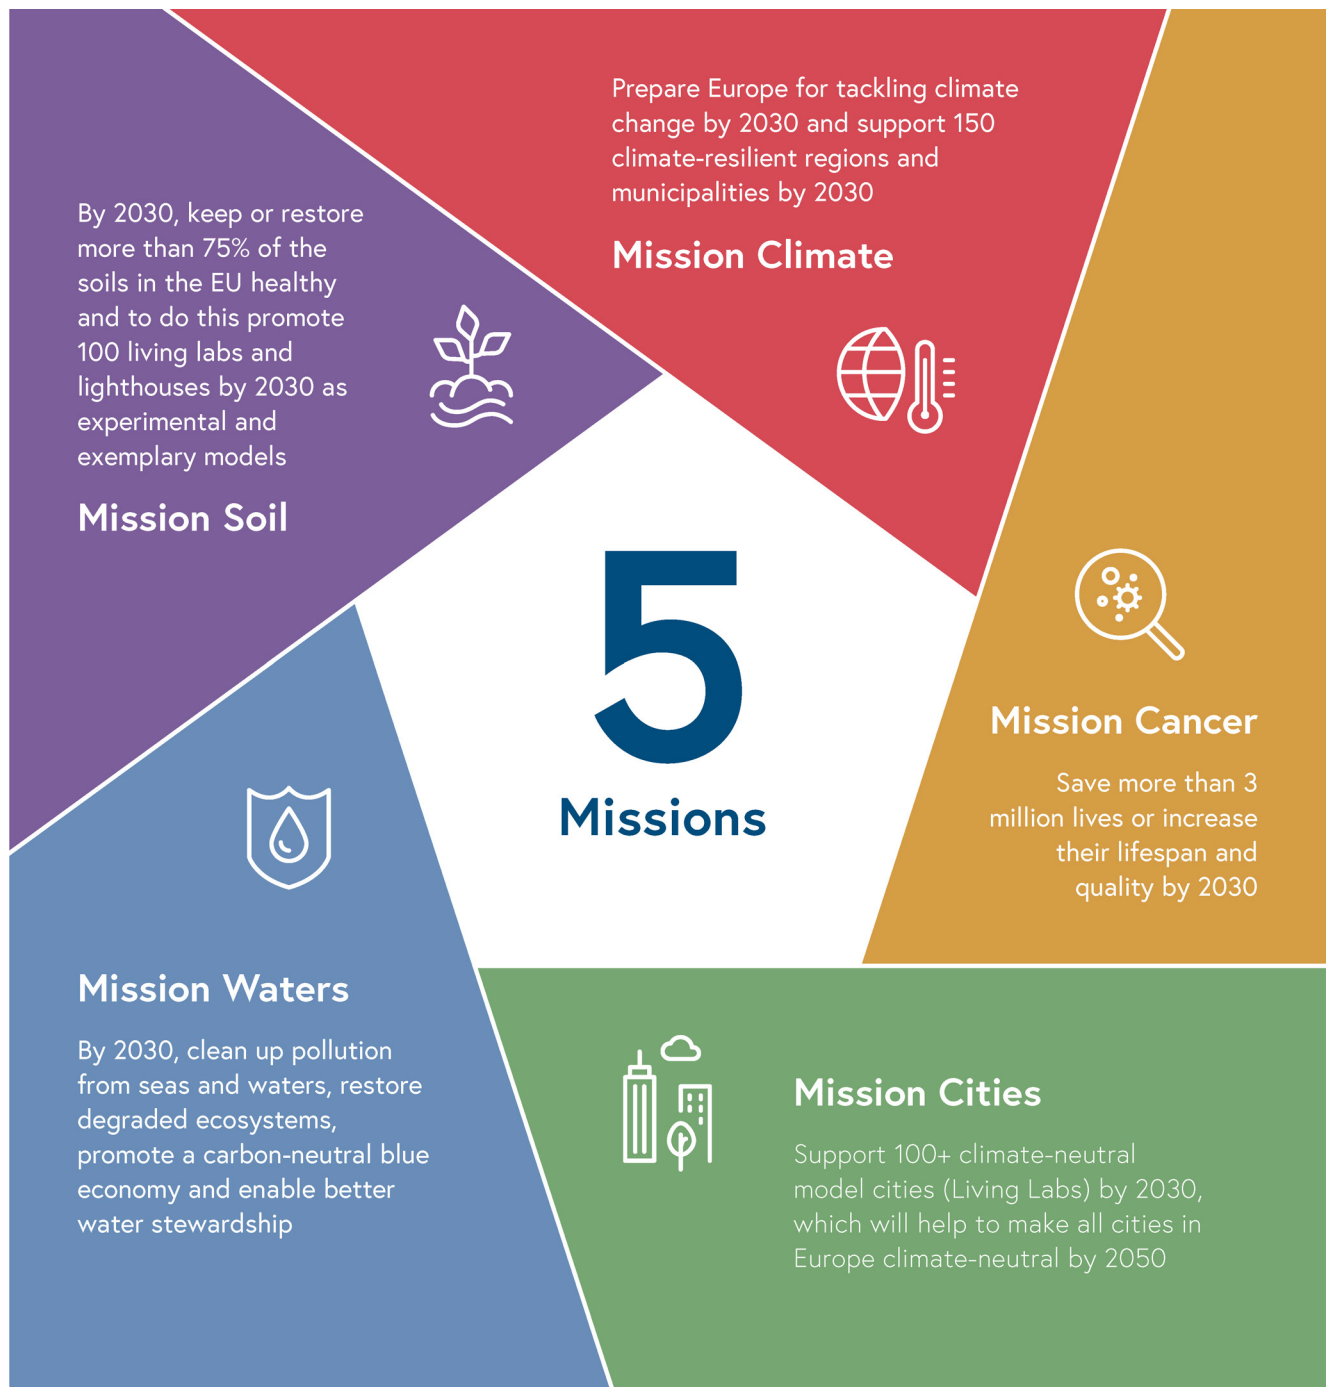 Prepare Europe for tackling climate
change by 2030 and support 150
climate-resilient regions and
municipalities by 2030
Mission Climate
By 2030, keep or restore
more than 75% of the
soils in the EU healthy
and to do this promote
100 living labs and
lighthouses by 2030 as
experimental and
exemplary models
Mission Soil
5
Missions
Mission Cancer
Save more than 3
million lives or increase
their lifespan and
quality by 2030
Mission Waters
By 2030, clean up pollution
from seas and waters, restore
degraded ecosystems,
promote a carbon-neutral blue
economy and enable better
water stewardship
Mission Cities
Support 100+ climate-neutral
model cities (Living Labs) by 2030,
which will help to make all cities in
Europe climate-neutral by 2050